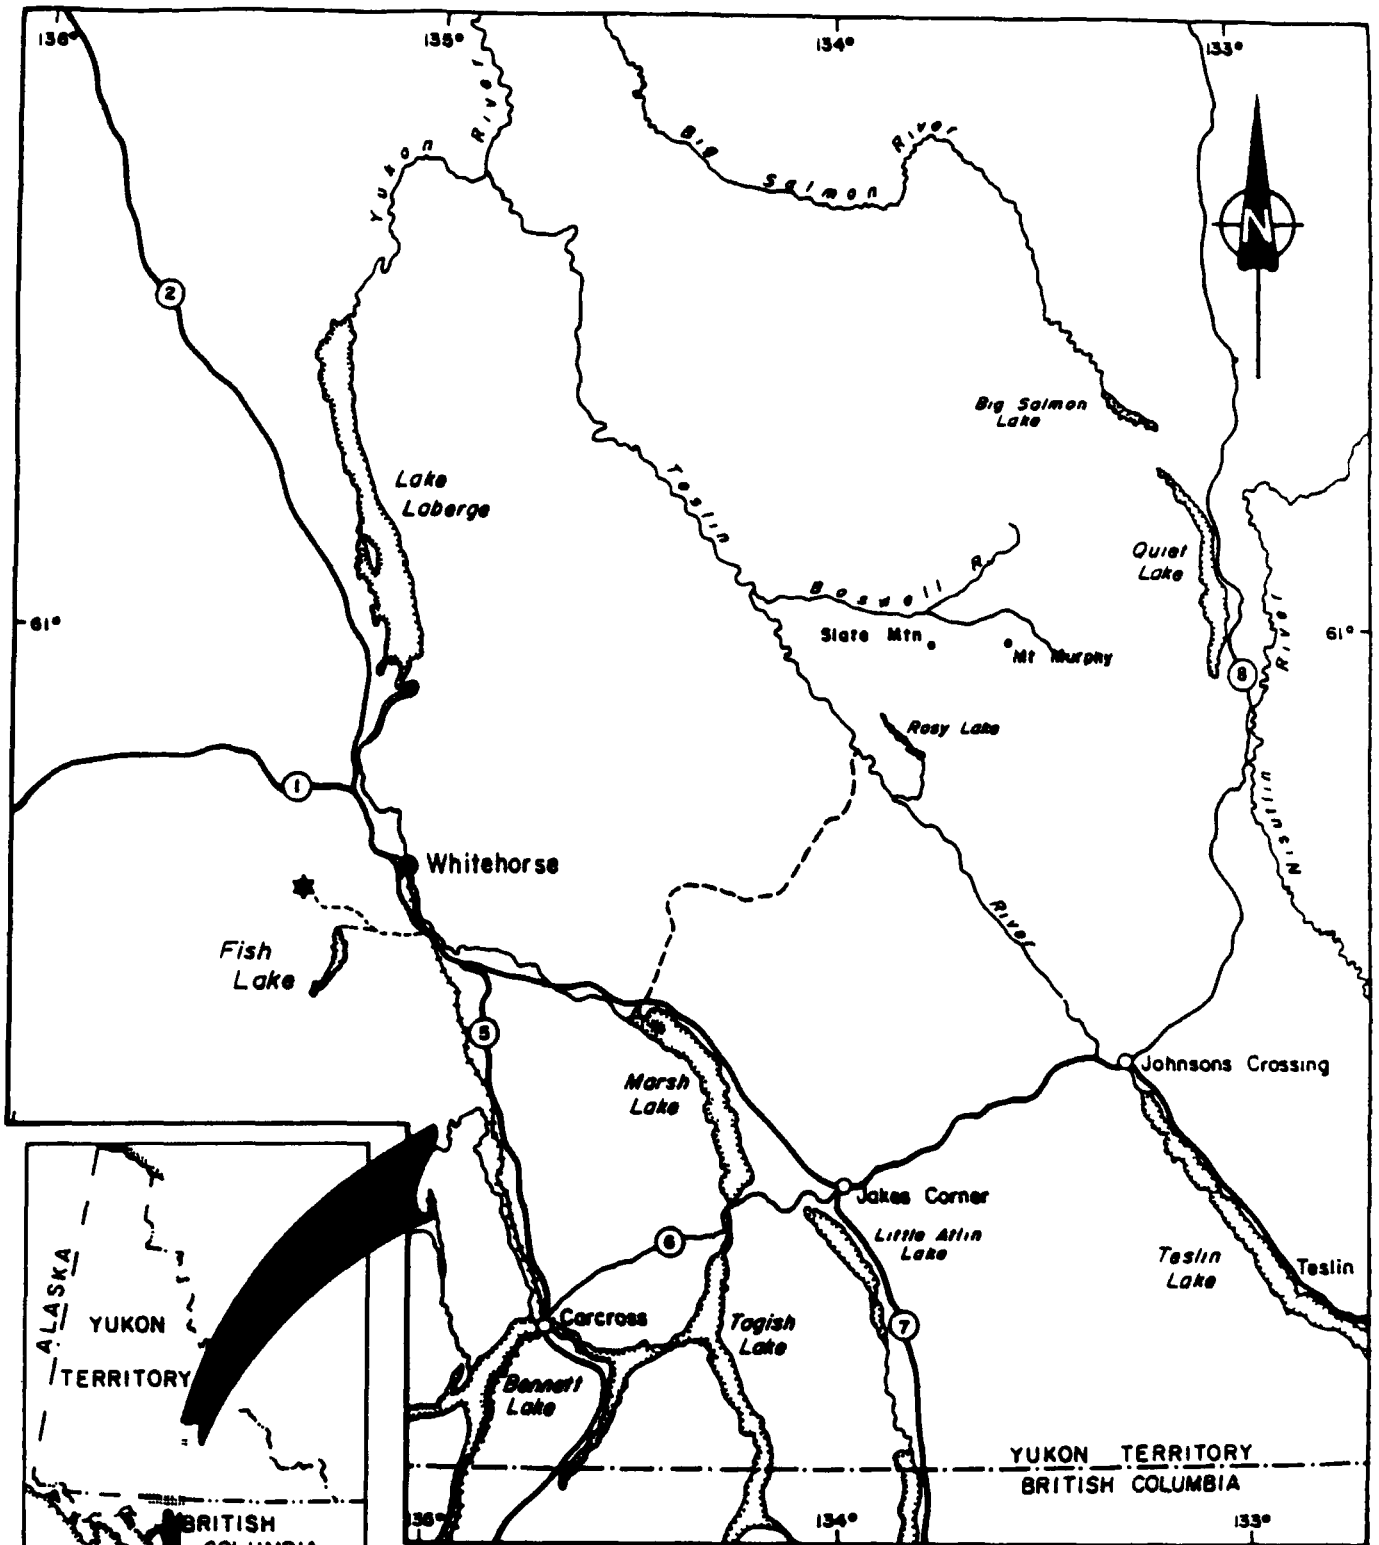 136°
135°
134°
133°
Yukon River
Big Salmon River
N
2
Big Salmon
Lake
Lake
Laberge
Teslin
Quiet
Lake
Boswell R
61°
Slate Mtn
Mt Murphy
61°
8
Rosy Lake
1
Nisutlin River
Whitehorse
River
Fish
Lake
5
Marsh
Lake
Johnsons Crossing
Jakes Corner
6
Little Atlin
Lake
Teslin
Lake
Teslin
Carcross
Tagish
Lake
7
Bennett
Lake
ALASKA
YUKON
TERRITORY
YUKON TERRITORY
BRITISH COLUMBIA
BRITISH
136°
134°
133°